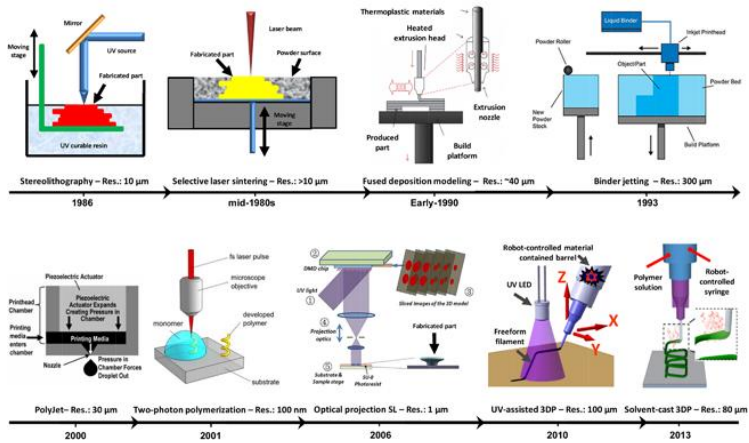 Mirror
Moving
stage
UV source
Fabricated part
UV curable resin
Stereolithography – Res.: 10 µm
1986
Laser beam
Fabricated part
Powder surface
Moving
stage
Selective laser sintering – Res.: >10 µm
mid-1980s
Thermoplastic materials
Heated
extrusion head
Extrusion
nozzle
Produced
part
Build
platform
Fused deposition modeling – Res.: ~40 µm
Early-1990
Liquid Binder
Inkjet Printhead
Powder Roller
Object/Part
Powder Bed
New
Powder
Stock
Build Platform
Binder jetting – Res.: 300 µm
1993
Piezoelectric Actuator
Printhead
Chamber
Piezoelectric
Actuator Expands
Creating Pressure in
Chamber
Printing
media
enters
chamber
Printing Media
Nozzle
Pressure in
Chamber Forces
Droplet Out
PolyJet– Res.: 30 µm
2000
fs laser pulse
microscope
objective
monomer
developed
polymer
substrate
Two-photon polymerization – Res.: 100 nm
2001
②
DMD chip
UV light
①
Sliced Images of the 3D model
③
④
Projection
optics
Fabricated part
⑤
SU-8
Photoresist
Substrate &
Sample stage
Optical projection SL – Res.: 1 µm
2006
Robot-controlled material
contained barrel
UV LED
Z
X
Y
Freeform
filament
UV-assisted 3DP – Res.: 100 µm
2010
Polymer
solution
Robot-
controlled
syringe
Solvent-cast 3DP – Res.: 80 µm
2013